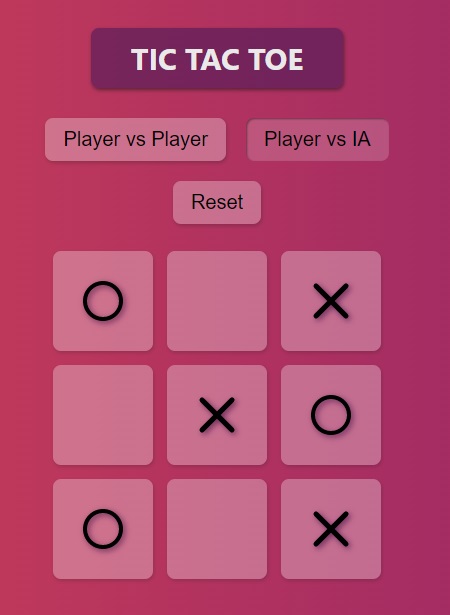 TIC TAC TOE
Player vs Player Player vs IA
Reset
O X
X O
O X